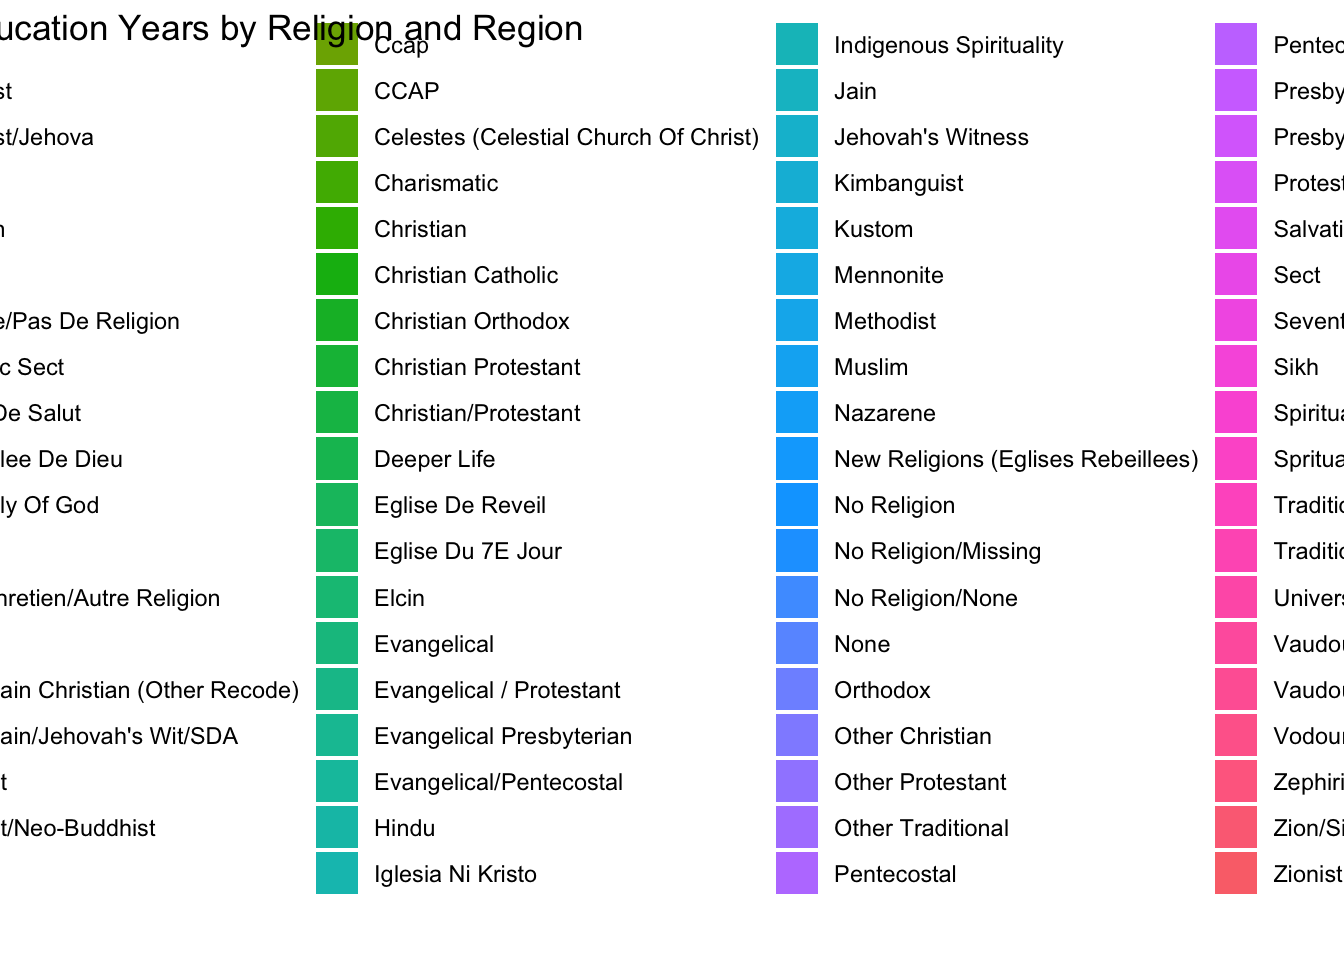 ucation Years by Religion and Region
st
st/Jehova
n
e/Pas De Religion
c Sect
De Salut
lee De Dieu
ly Of God
hretien/Autre Religion
ain Christian (Other Recode)
ain/Jehovah's Wit/SDA
t
t/Neo-Buddhist
Ccap
CCAP
Celestes (Celestial Church Of Christ)
Charismatic
Christian
Christian Catholic
Christian Orthodox
Christian Protestant
Christian/Protestant
Deeper Life
Eglise De Reveil
Eglise Du 7E Jour
Elcin
Evangelical
Evangelical / Protestant
Evangelical Presbyterian
Evangelical/Pentecostal
Hindu
Iglesia Ni Kristo
Indigenous Spirituality
Jain
Jehovah's Witness
Kimbanguist
Kustom
Mennonite
Methodist
Muslim
Nazarene
New Religions (Eglises Rebeillees)
No Religion
No Religion/Missing
No Religion/None
None
Orthodox
Other Christian
Other Protestant
Other Traditional
Pentecostal
Pentec
Presby
Presby
Protest
Salvati
Sect
Sevent
Sikh
Spiritua
Spritua
Traditio
Traditio
Univers
Vaudou
Vaudou
Vodour
Zephiri
Zion/Si
Zionist